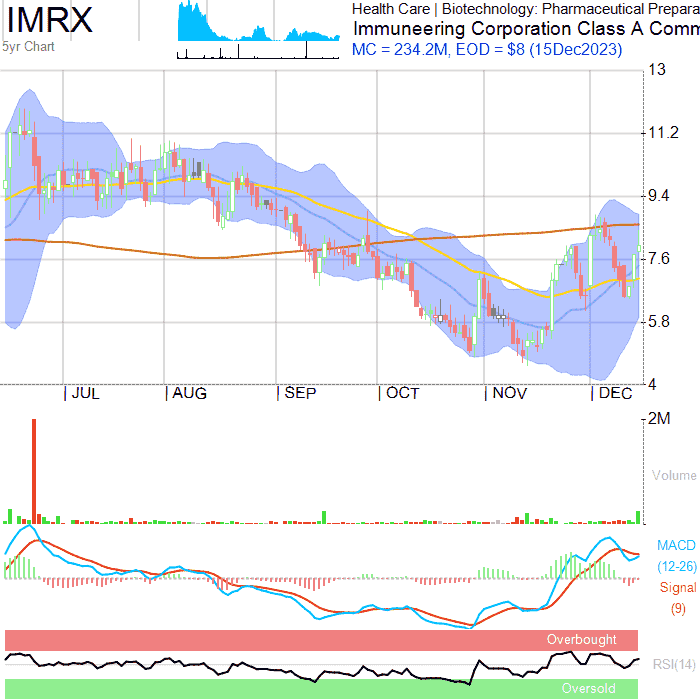 IMRX
5yr Chart
Health Care | Biotechnology: Pharmaceutical Prepara
Immuneering Corporation Class A Comm
MC = 234.2M, EOD = $8 (15Dec2023)
13
11.2
9.4
7.6
5.8
4
JUL
AUG
SEP
OCT
NOV
DEC
2M
Volume
MACD
(12-26)
Signal
(9)
Overbought
RSI(14)
Oversold